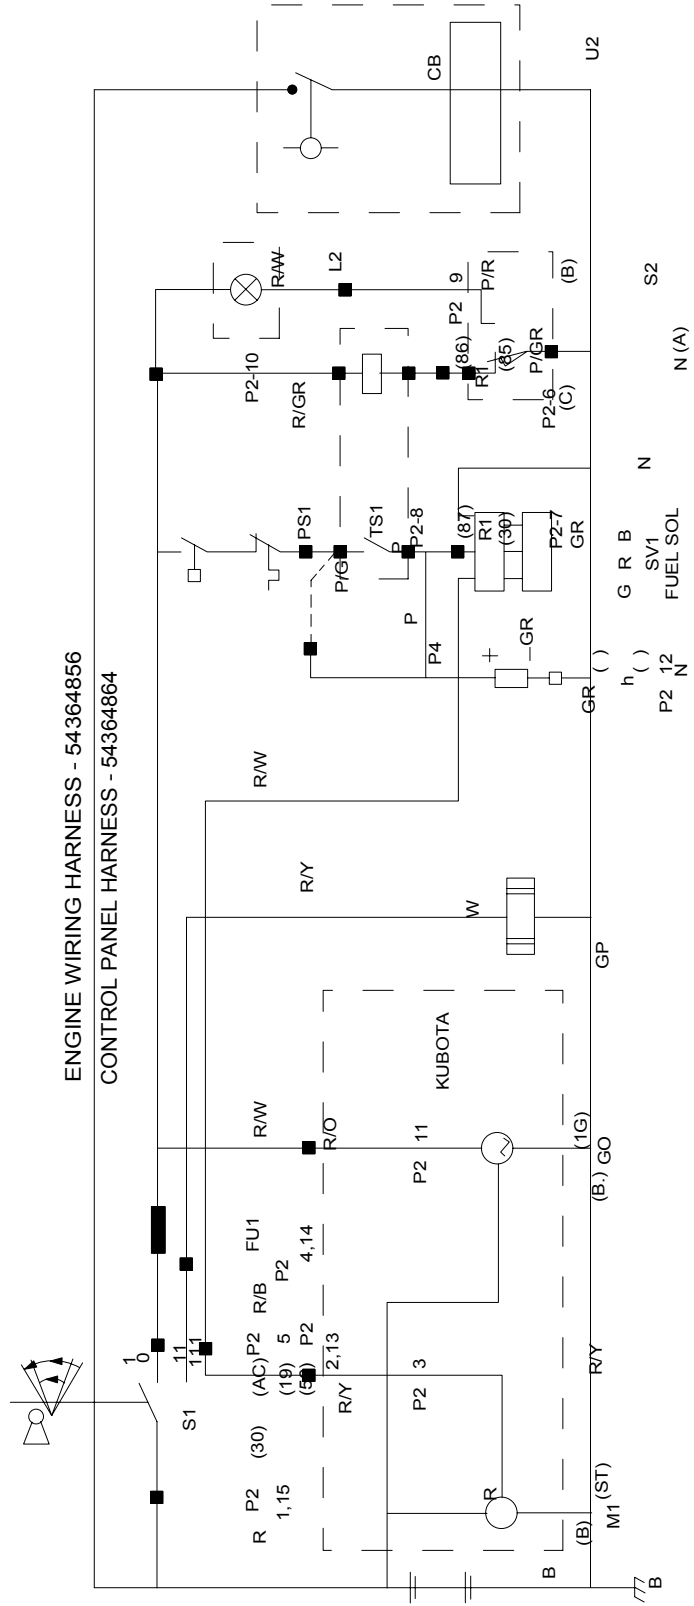 ENGINE WIRING HARNESS - 54364856
CONTROL PANEL HARNESS - 54364864
U2
CB
R/W
L2
9
P2
P/R
(B)
S2
P2-10
R/GR
(86)
R1
(85)
P/GR
P2-6
(C)
N (A)
N
PS1
TS1
P2-8
P
P/G
(87)
R1
(30)
P2-7
GR
G R B
SV1
FUEL SOL
P
P4
+
–
GR
GR
( )
h ( )
P2 12
N
R/W
R/Y
W
GP
KUBOTA
R/W
R/O
P2 11
(1G)
GO
(B.)
1
0
11
111
S1
FU1
R/B
P2
4,14
(AC)
P2
(19)
5
P2
2,13
R/Y
P2 3
R/Y
(30)
R
P2
1,15
R
(ST)
M1
(B)
B
B